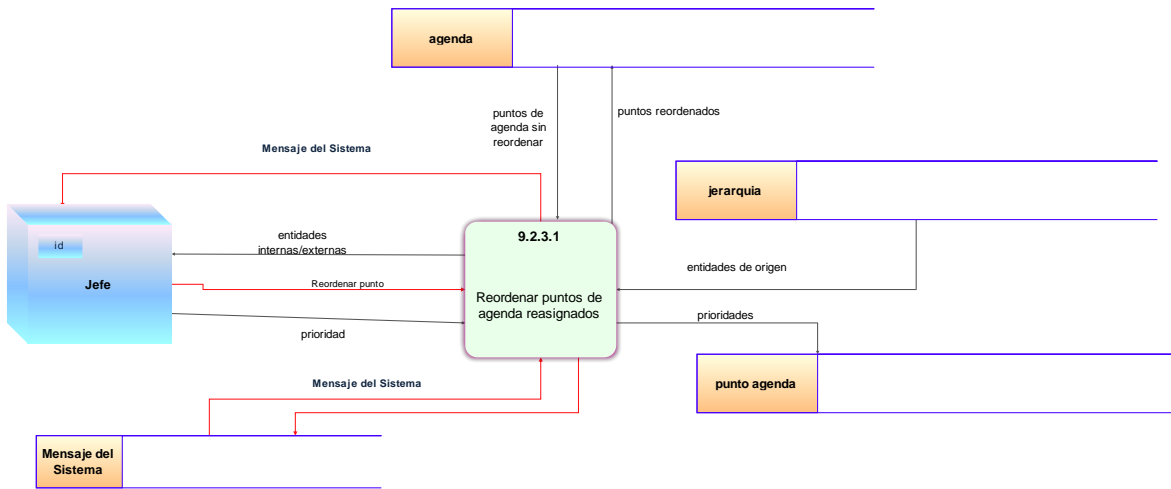 agenda
puntos de
agenda sin
reordenar
puntos reordenados
Mensaje del Sistema
jerarquia
id
Jefe
entidades
internas/externas
9.2.3.1
Reordenar puntos de
agenda reasignados
entidades de origen
Reordenar punto
prioridad
prioridades
punto agenda
Mensaje del Sistema
Mensaje del
Sistema